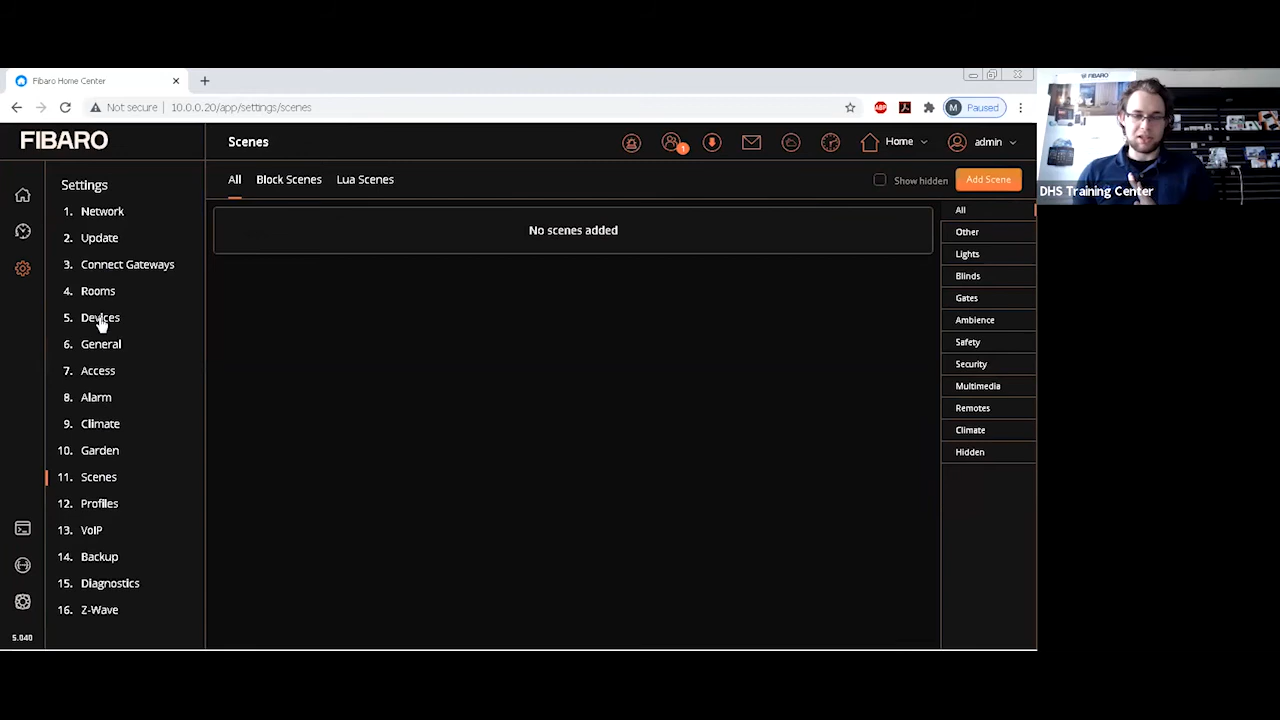 Fibaro Home Center
Not secure
10.0.0.20/app/settings/scenes
ABP
M
Paused
FIBARO
Scenes
1
Home
admin
Settings
1. Network
2. Update
3. Connect Gateways
4. Rooms
5. Devices
6. General
7. Access
8. Alarm
9. Climate
10. Garden
11. Scenes
12. Profiles
13. VoIP
14. Backup
15. Diagnostics
16. Z-Wave
5.040
All
Block Scenes
Lua Scenes
Show hidden
Add Scene
No scenes added
All
Other
Lights
Blinds
Gates
Ambience
Safety
Security
Multimedia
Remotes
Climate
Hidden
FIBARO
DHS Training Center